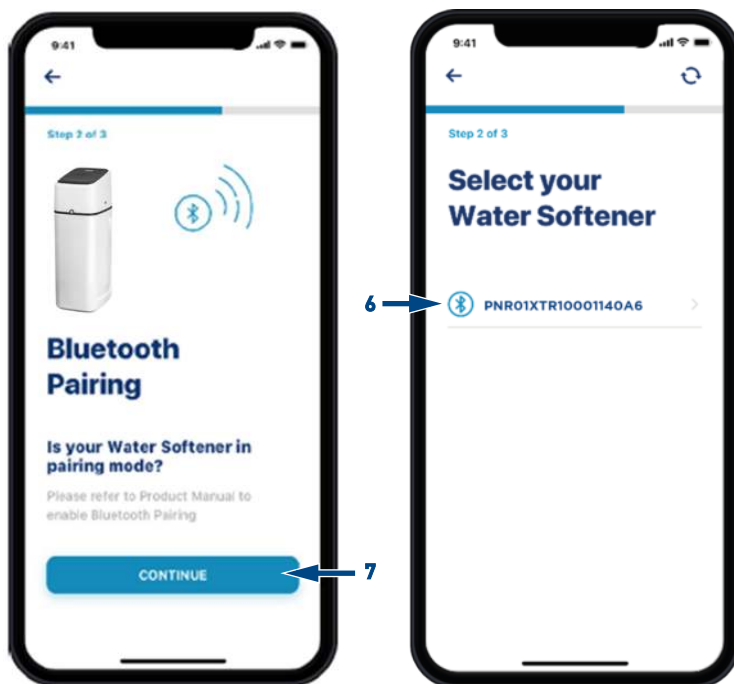 9:41
Step 2 of 3
Bluetooth
Pairing
Is your Water Softener in
pairing mode?
Please refer to Product Manual to
enable Bluetooth Pairing
CONTINUE
7
9:41
Step 2 of 3
Select your
Water Softener
6
PNR01XTR10001140A6